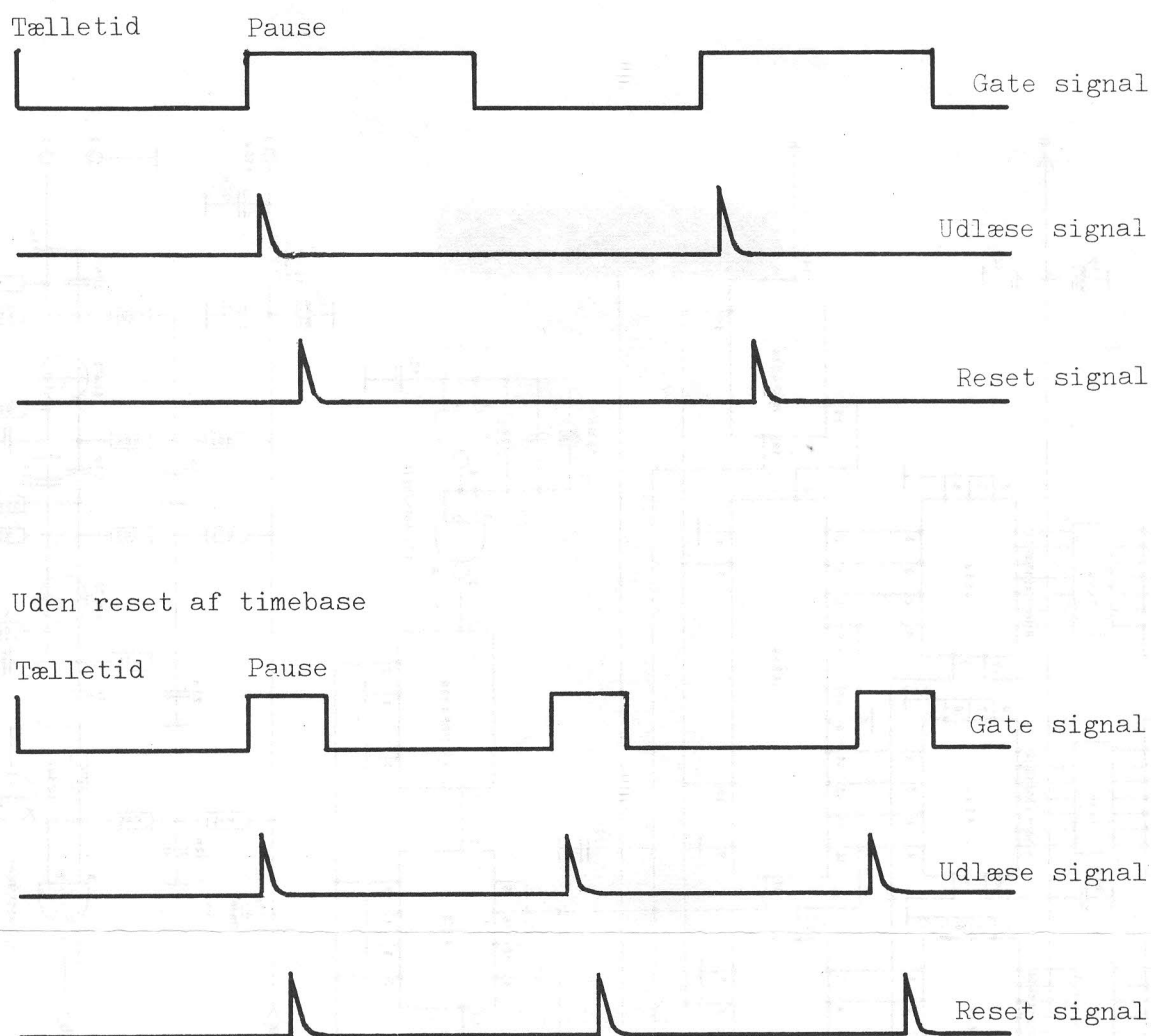 Tælletid Pause
Gate signal
Udlæse signal
Reset signal
Uden reset af timebase
Tælletid Pause
Gate signal
Udlæse signal
Reset signal